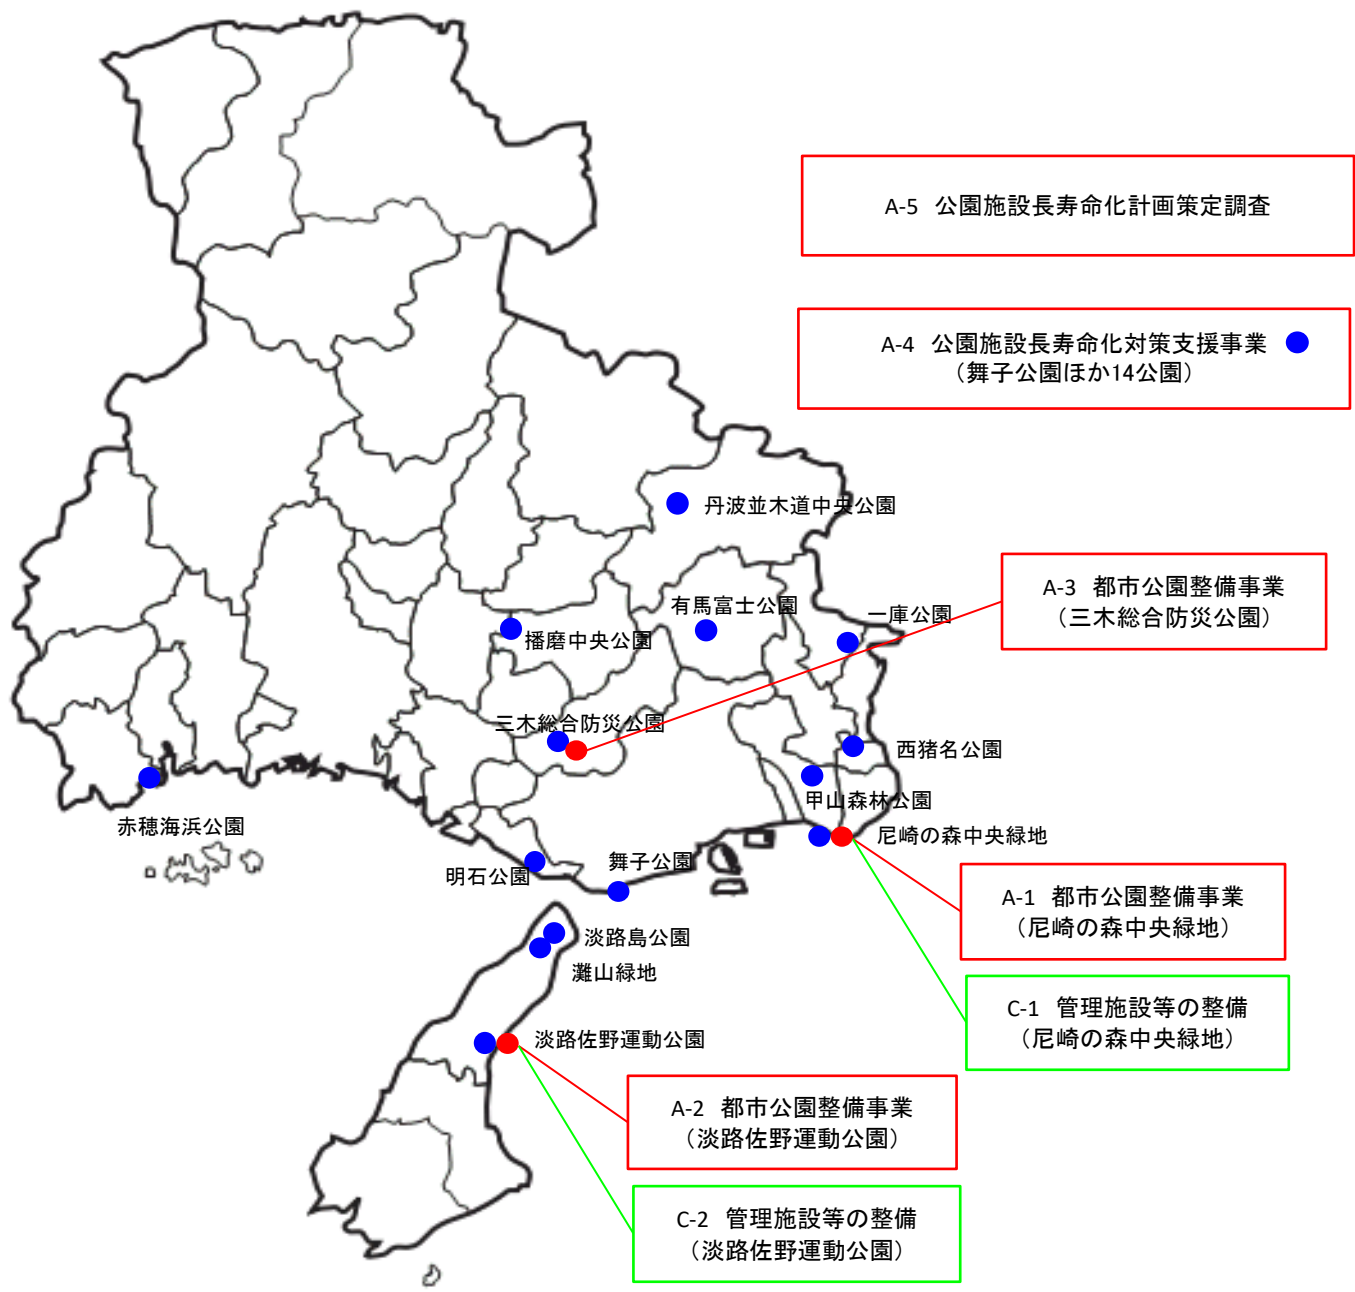 A-5 公園施設長寿命化計画策定調査
A-4 公園施設長寿命化対策支援事業
（舞子公園ほか14公園）
丹波並木道中央公園
A-3 都市公園整備事業
（三木総合防災公園）
有馬富士公園
一庫公園
播磨中央公園
三木総合防災公園
西猪名公園
甲山森林公園
赤穂海浜公園
尼崎の森中央緑地
明石公園
舞子公園
A-1 都市公園整備事業
（尼崎の森中央緑地）
淡路島公園
灘山緑地
C-1 管理施設等の整備
（尼崎の森中央緑地）
淡路佐野運動公園
A-2 都市公園整備事業
（淡路佐野運動公園）
C-2 管理施設等の整備
（淡路佐野運動公園）